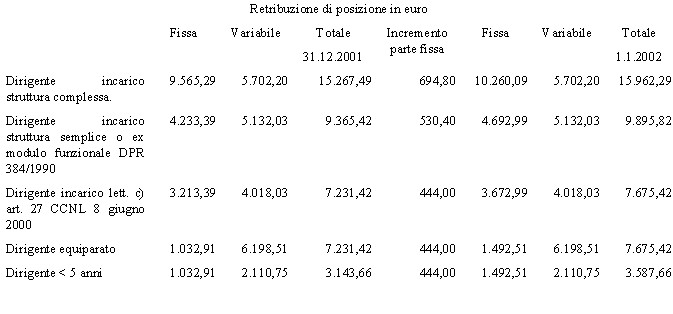 Retribuzione di posizione in euro
Fissa Variabile Totale Incremento Fissa Variabile Totale
parte fissa
31.12.2001 1.1.2002
Dirigente incarico 9.565,29 5.702,20 15.267,49 694,80 10.260,09 5.702,20 15.962,29
struttura complessa.
Dirigente incarico 4.233,39 5.132,03 9.365,42 530,40 4.692,99 5.132,03 9.895,82
struttura semplice o ex
modulo funzionale DPR
384/1990
Dirigente incarico lett. c) 3.213,39 4.018,03 7.231,42 444,00 3.672,99 4.018,03 7.675,42
art. 27 CCNL 8 giugno
2000
Dirigente equiparato 1.032,91 6.198,51 7.231,42 444,00 1.492,51 6.198,51 7.675,42
Dirigente < 5 anni 1.032,91 2.110,75 3.143,66 444,00 1.492,51 2.110,75 3.587,66